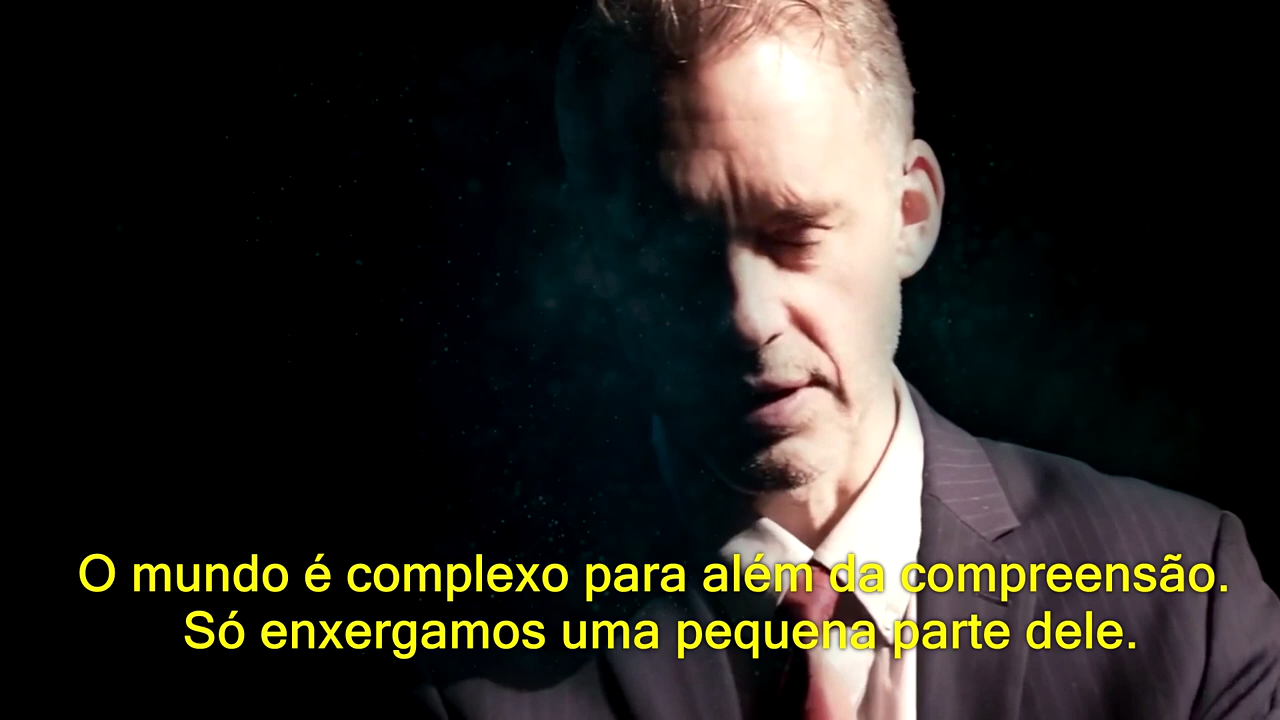 O mundo é complexo para além da compreensão.
Só enxergamos uma pequena parte dele.